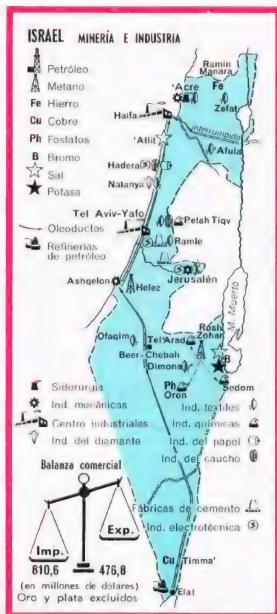 ISRAEL MINERÍA E INDUSTRIA
Petróleo
Metano
Fe Hierro
Cu Cobre
Ph Fosfatos
B Bromo
Sal
Potasa
Oleoductos
Refinerías
de petróleo
Ramin
Manara
'Acre
Fe
Zefat
Haifa
interrumpido
'Atlit
Afula
Hadera
Natanya
Tel Aviv-Yafo
Petah Tiqv
Ramle
Jerusalén
Ashqelon
Helez
M. Muerto
Rosh
Zohar
Ofaqim
Tel'Arad
Beer-Chebah
Dimona
B
Ph
Oron
Sedom
Siderurgia
Ind. mecánicas
Centro industriales
Ind. del diamante
Ind. textiles
Ind. químicas
Ind. del papel
Ind. del caucho
Fábricas de cemento
Ind. electrotécnica
Balanza comercial
Imp.
Exp.
810,6 476,8
(en millones de dólares)
Oro y plata excluidos
Cu Timma'
Elat